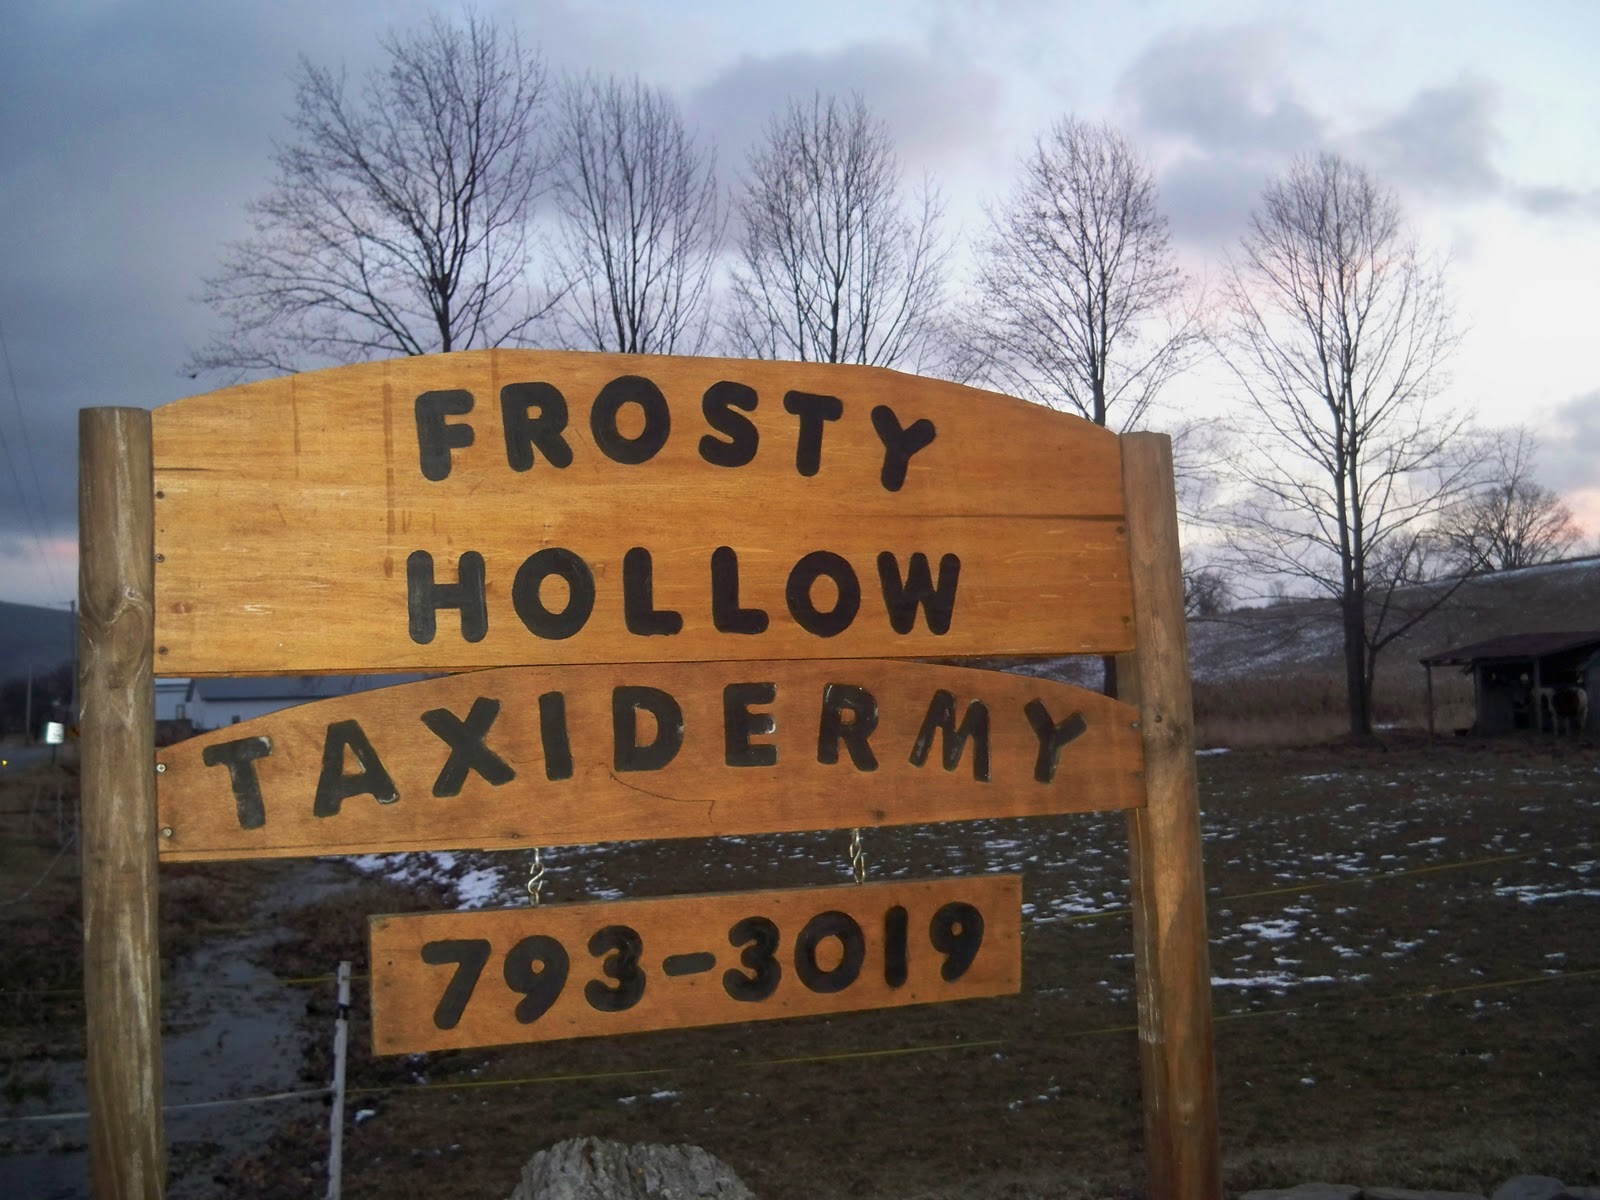 FROSTY
HOLLOW
TAXIDERMY
793-3019